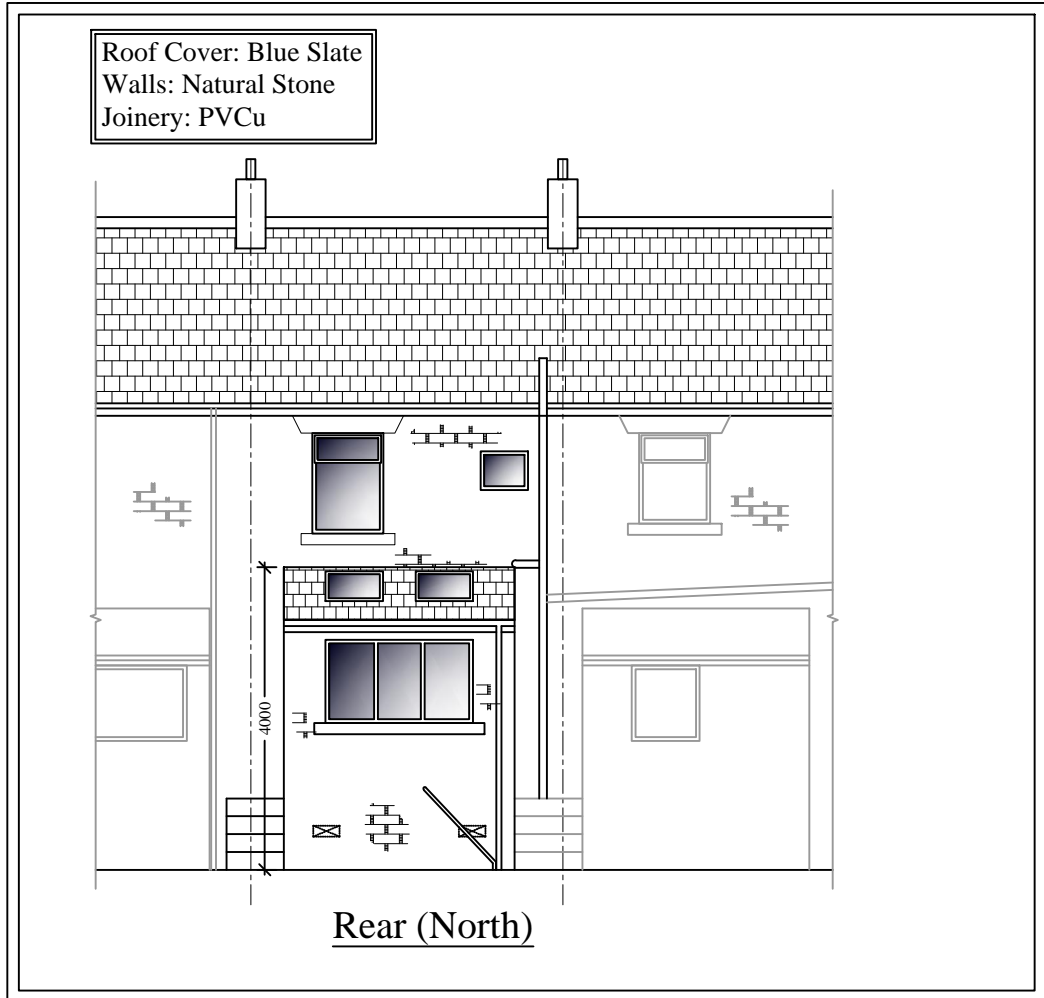 Roof Cover: Blue Slate
Walls: Natural Stone
Joinery: PVCu
4000
Rear (North)